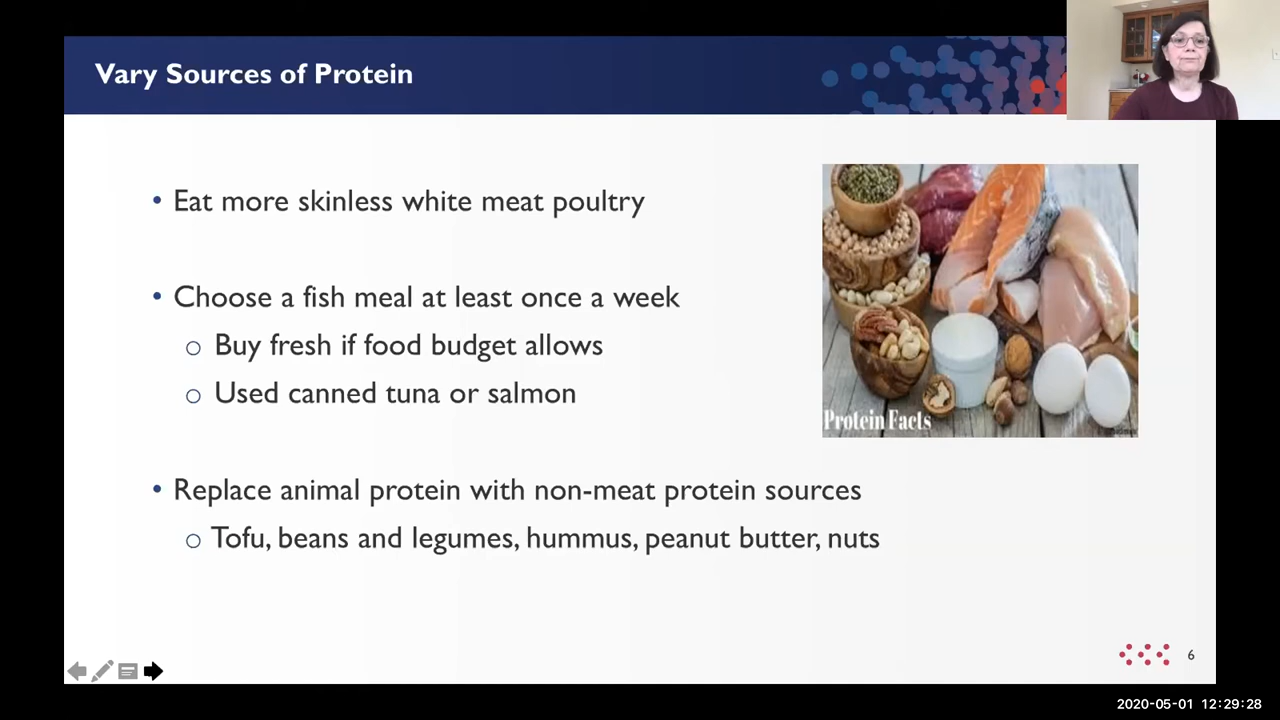 Vary Sources of Protein
• Eat more skinless white meat poultry
• Choose a fish meal at least once a week
o Buy fresh if food budget allows
o Used canned tuna or salmon
Protein Facts
• Replace animal protein with non-meat protein sources
o Tofu, beans and legumes, hummus, peanut butter, nuts
6
2020-05-01 12:29:28